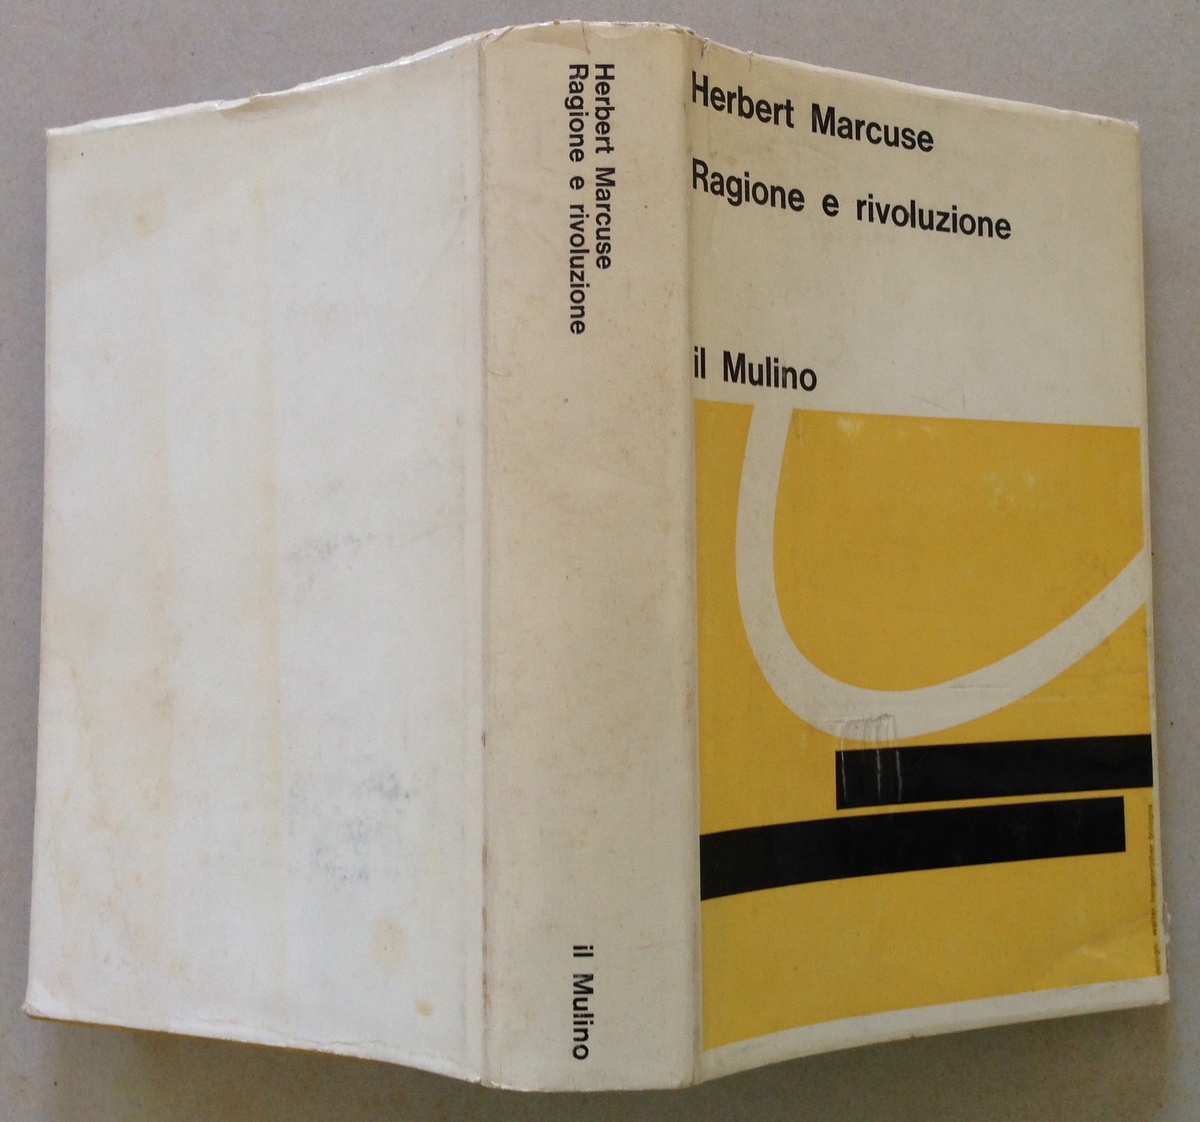 Herbert Marcuse
Ragione e rivoluzione
il Mulino
Herbert Marcuse
Ragione e rivoluzione
il Mulino